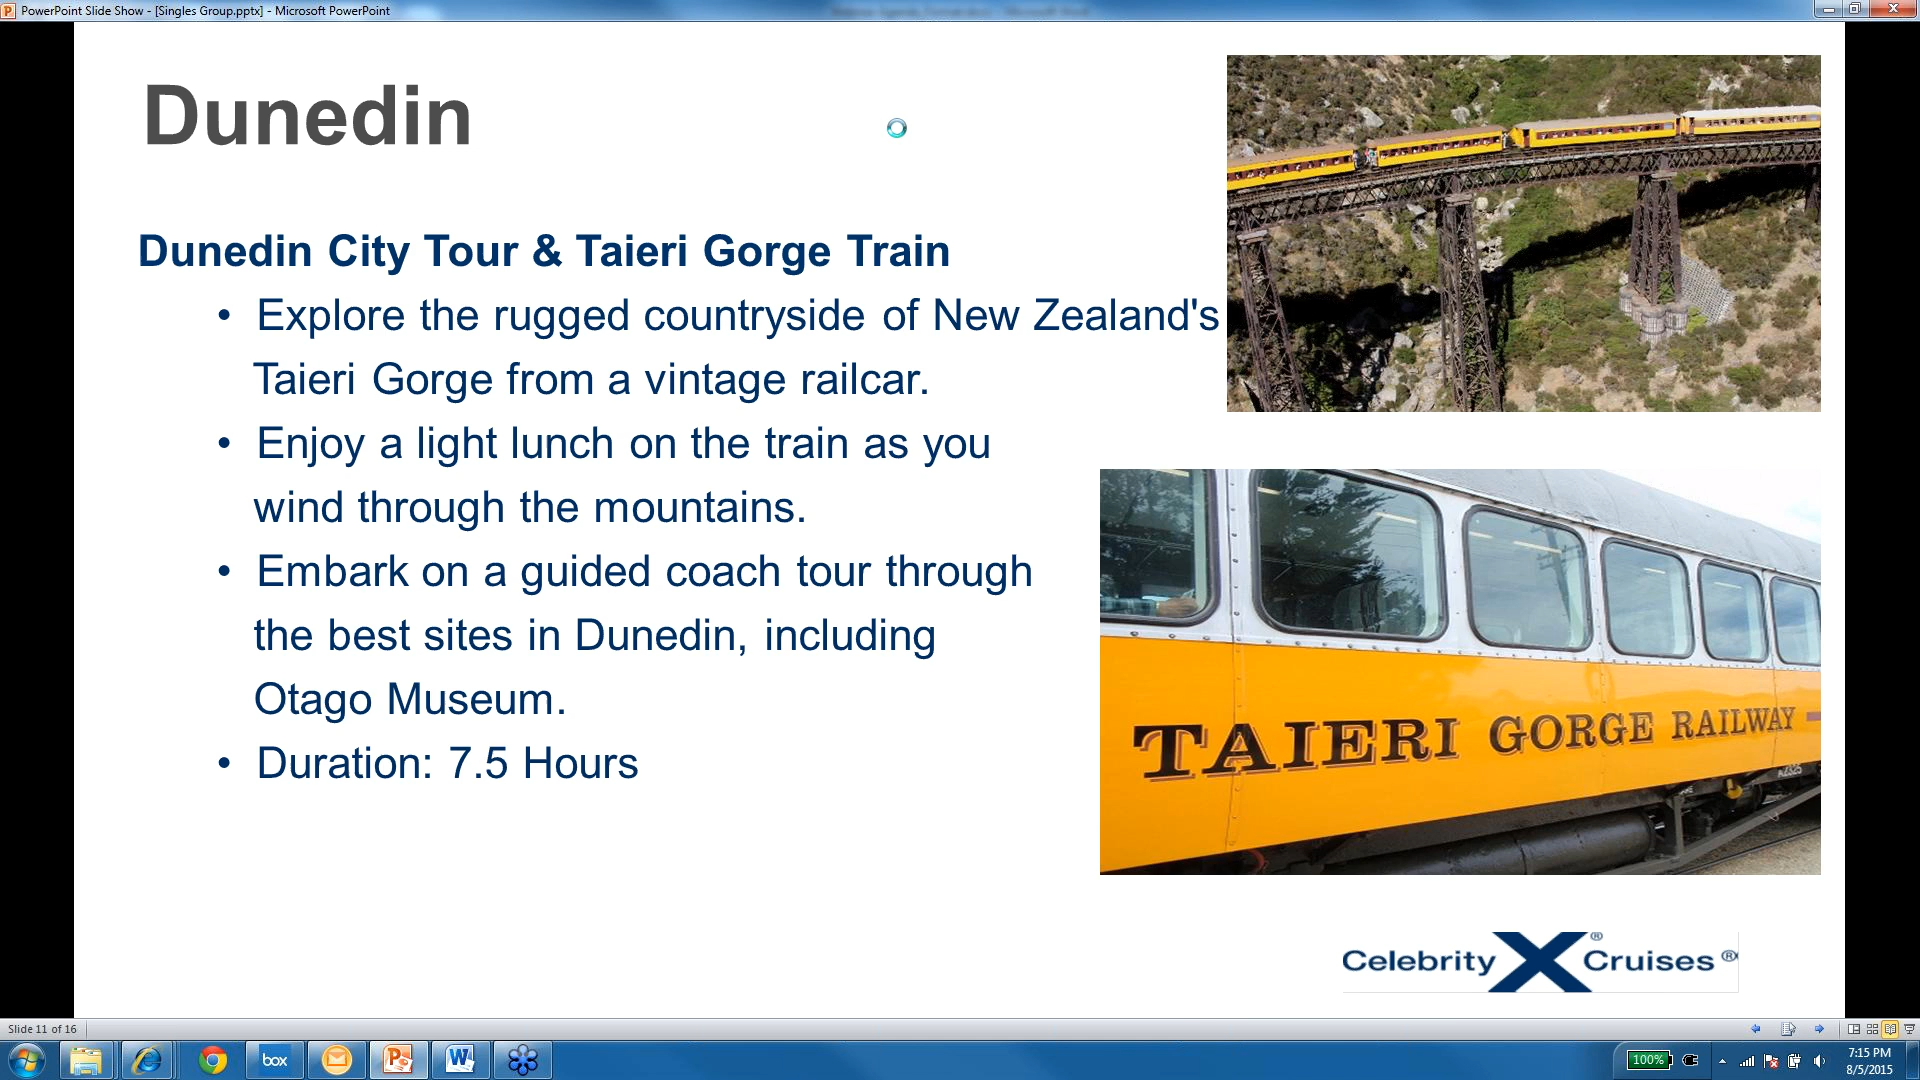 PowerPoint Slide Show - [Singles Group.pptx] - Microsoft PowerPoint
Dunedin
Dunedin City Tour & Taieri Gorge Train
• Explore the rugged countryside of New Zealand's
Taieri Gorge from a vintage railcar.
• Enjoy a light lunch on the train as you
wind through the mountains.
• Embark on a guided coach tour through
the best sites in Dunedin, including
Otago Museum.
• Duration: 7.5 Hours
TAIERI GORGE RAILWAY
Celebrity X® Cruises®
Slide 11 of 16
box
100%
7:15 PM
8/5/2015